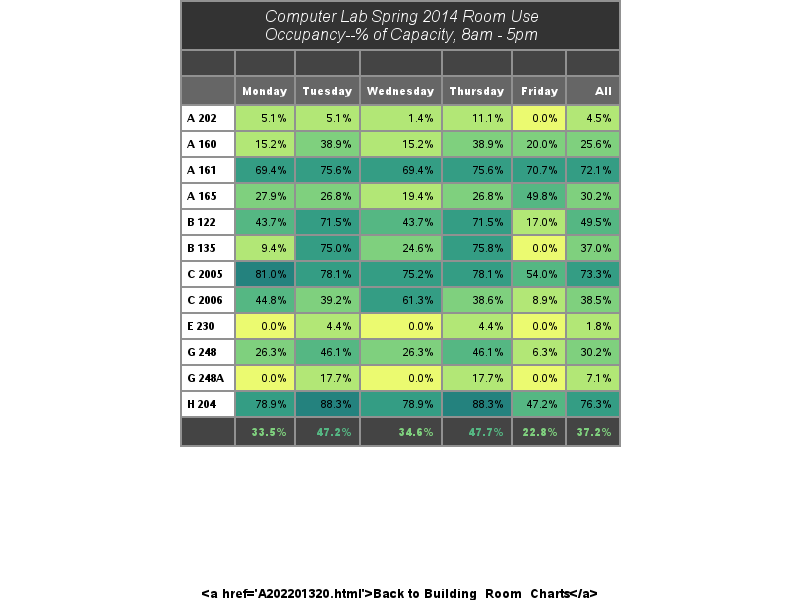 Computer Lab Spring 2014 Room Use
Occupancy--% of Capacity, 8am - 5pm
Monday Tuesday Wednesday Thursday Friday All
A 202 5.1% 5.1% 1.4% 11.1% 0.0% 4.5%
A 160 15.2% 38.9% 15.2% 38.9% 20.0% 25.6%
A 161 69.4% 75.6% 69.4% 75.6% 70.7% 72.1%
A 165 27.9% 26.8% 19.4% 26.8% 49.8% 30.2%
B 122 43.7% 71.5% 43.7% 71.5% 17.0% 49.5%
B 135 9.4% 75.0% 24.6% 75.8% 0.0% 37.0%
C 2005 81.0% 78.1% 75.2% 78.1% 54.0% 73.3%
C 2006 44.8% 39.2% 61.3% 38.6% 8.9% 38.5%
E 230 0.0% 4.4% 0.0% 4.4% 0.0% 1.8%
G 248 26.3% 46.1% 26.3% 46.1% 6.3% 30.2%
G 248A 0.0% 17.7% 0.0% 17.7% 0.0% 7.1%
H 204 78.9% 88.3% 78.9% 88.3% 47.2% 76.3%
33.5% 47.2% 34.6% 47.7% 22.8% 37.2%
<a href='A202201320.html'>Back to Building_Room_Charts</a>